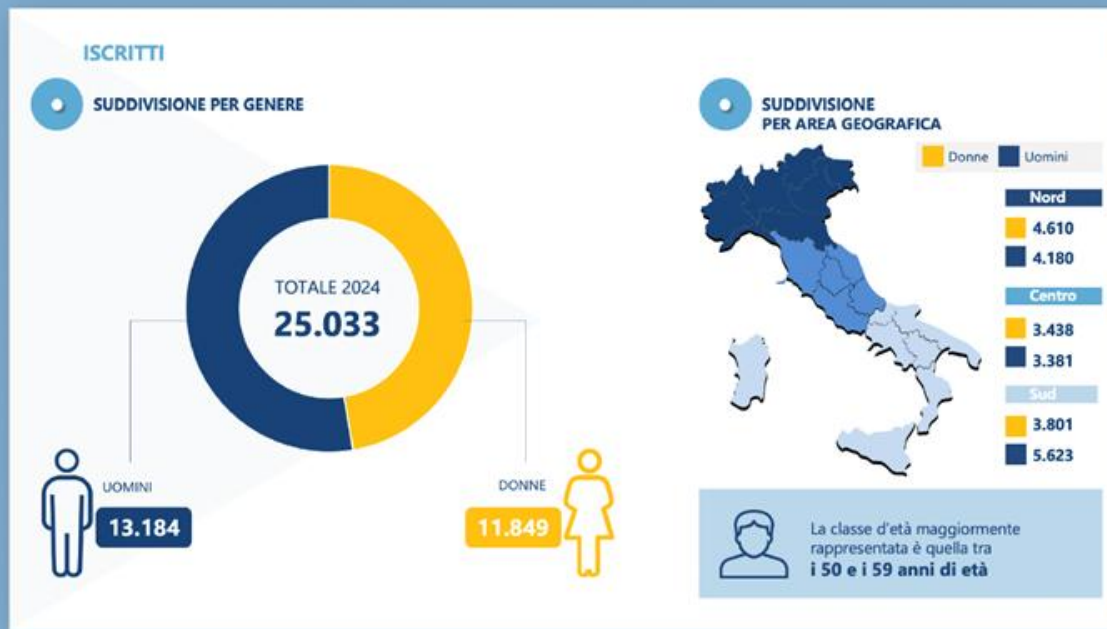 ISCRITTI
SUDDIVISIONE PER GENERE
TOTALE 2024
25.033
UOMINI
13.184
DONNE
11.849
SUDDIVISIONE
PER AREA GEOGRAFICA
Donne Uomini
Nord
4.610
4.180
Centro
3.438
3.381
Sud
3.801
5.623
La classe d'età maggiormente
rappresentata è quella tra
i 50 e i 59 anni di età